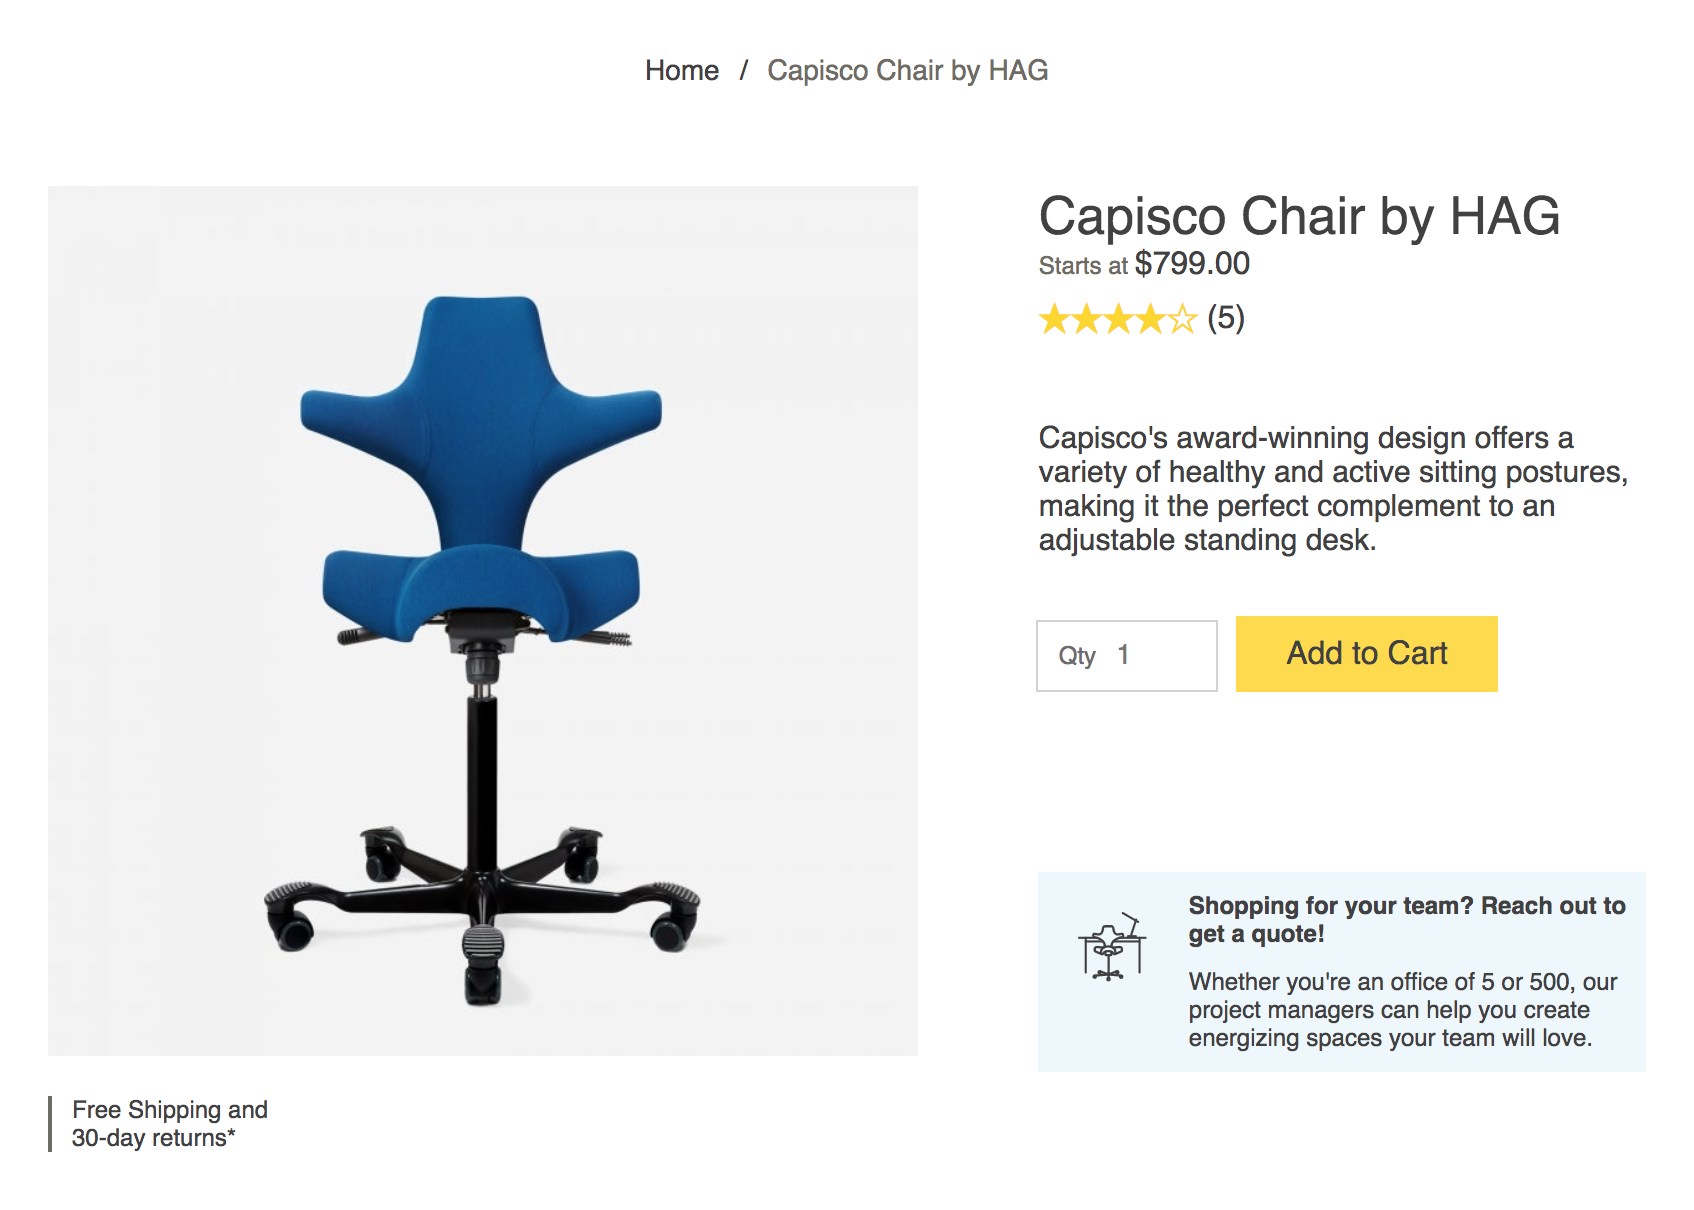 Home / Capisco Chair by HAG
Capisco Chair by HAG
Starts at $799.00
(5)
Capisco's award-winning design offers a
variety of healthy and active sitting postures,
making it the perfect complement to an
adjustable standing desk.
Qty 1
Add to Cart
Shopping for your team? Reach out to
get a quote!
Whether you're an office of 5 or 500, our
project managers can help you create
energizing spaces your team will love.
Free Shipping and
30-day returns*